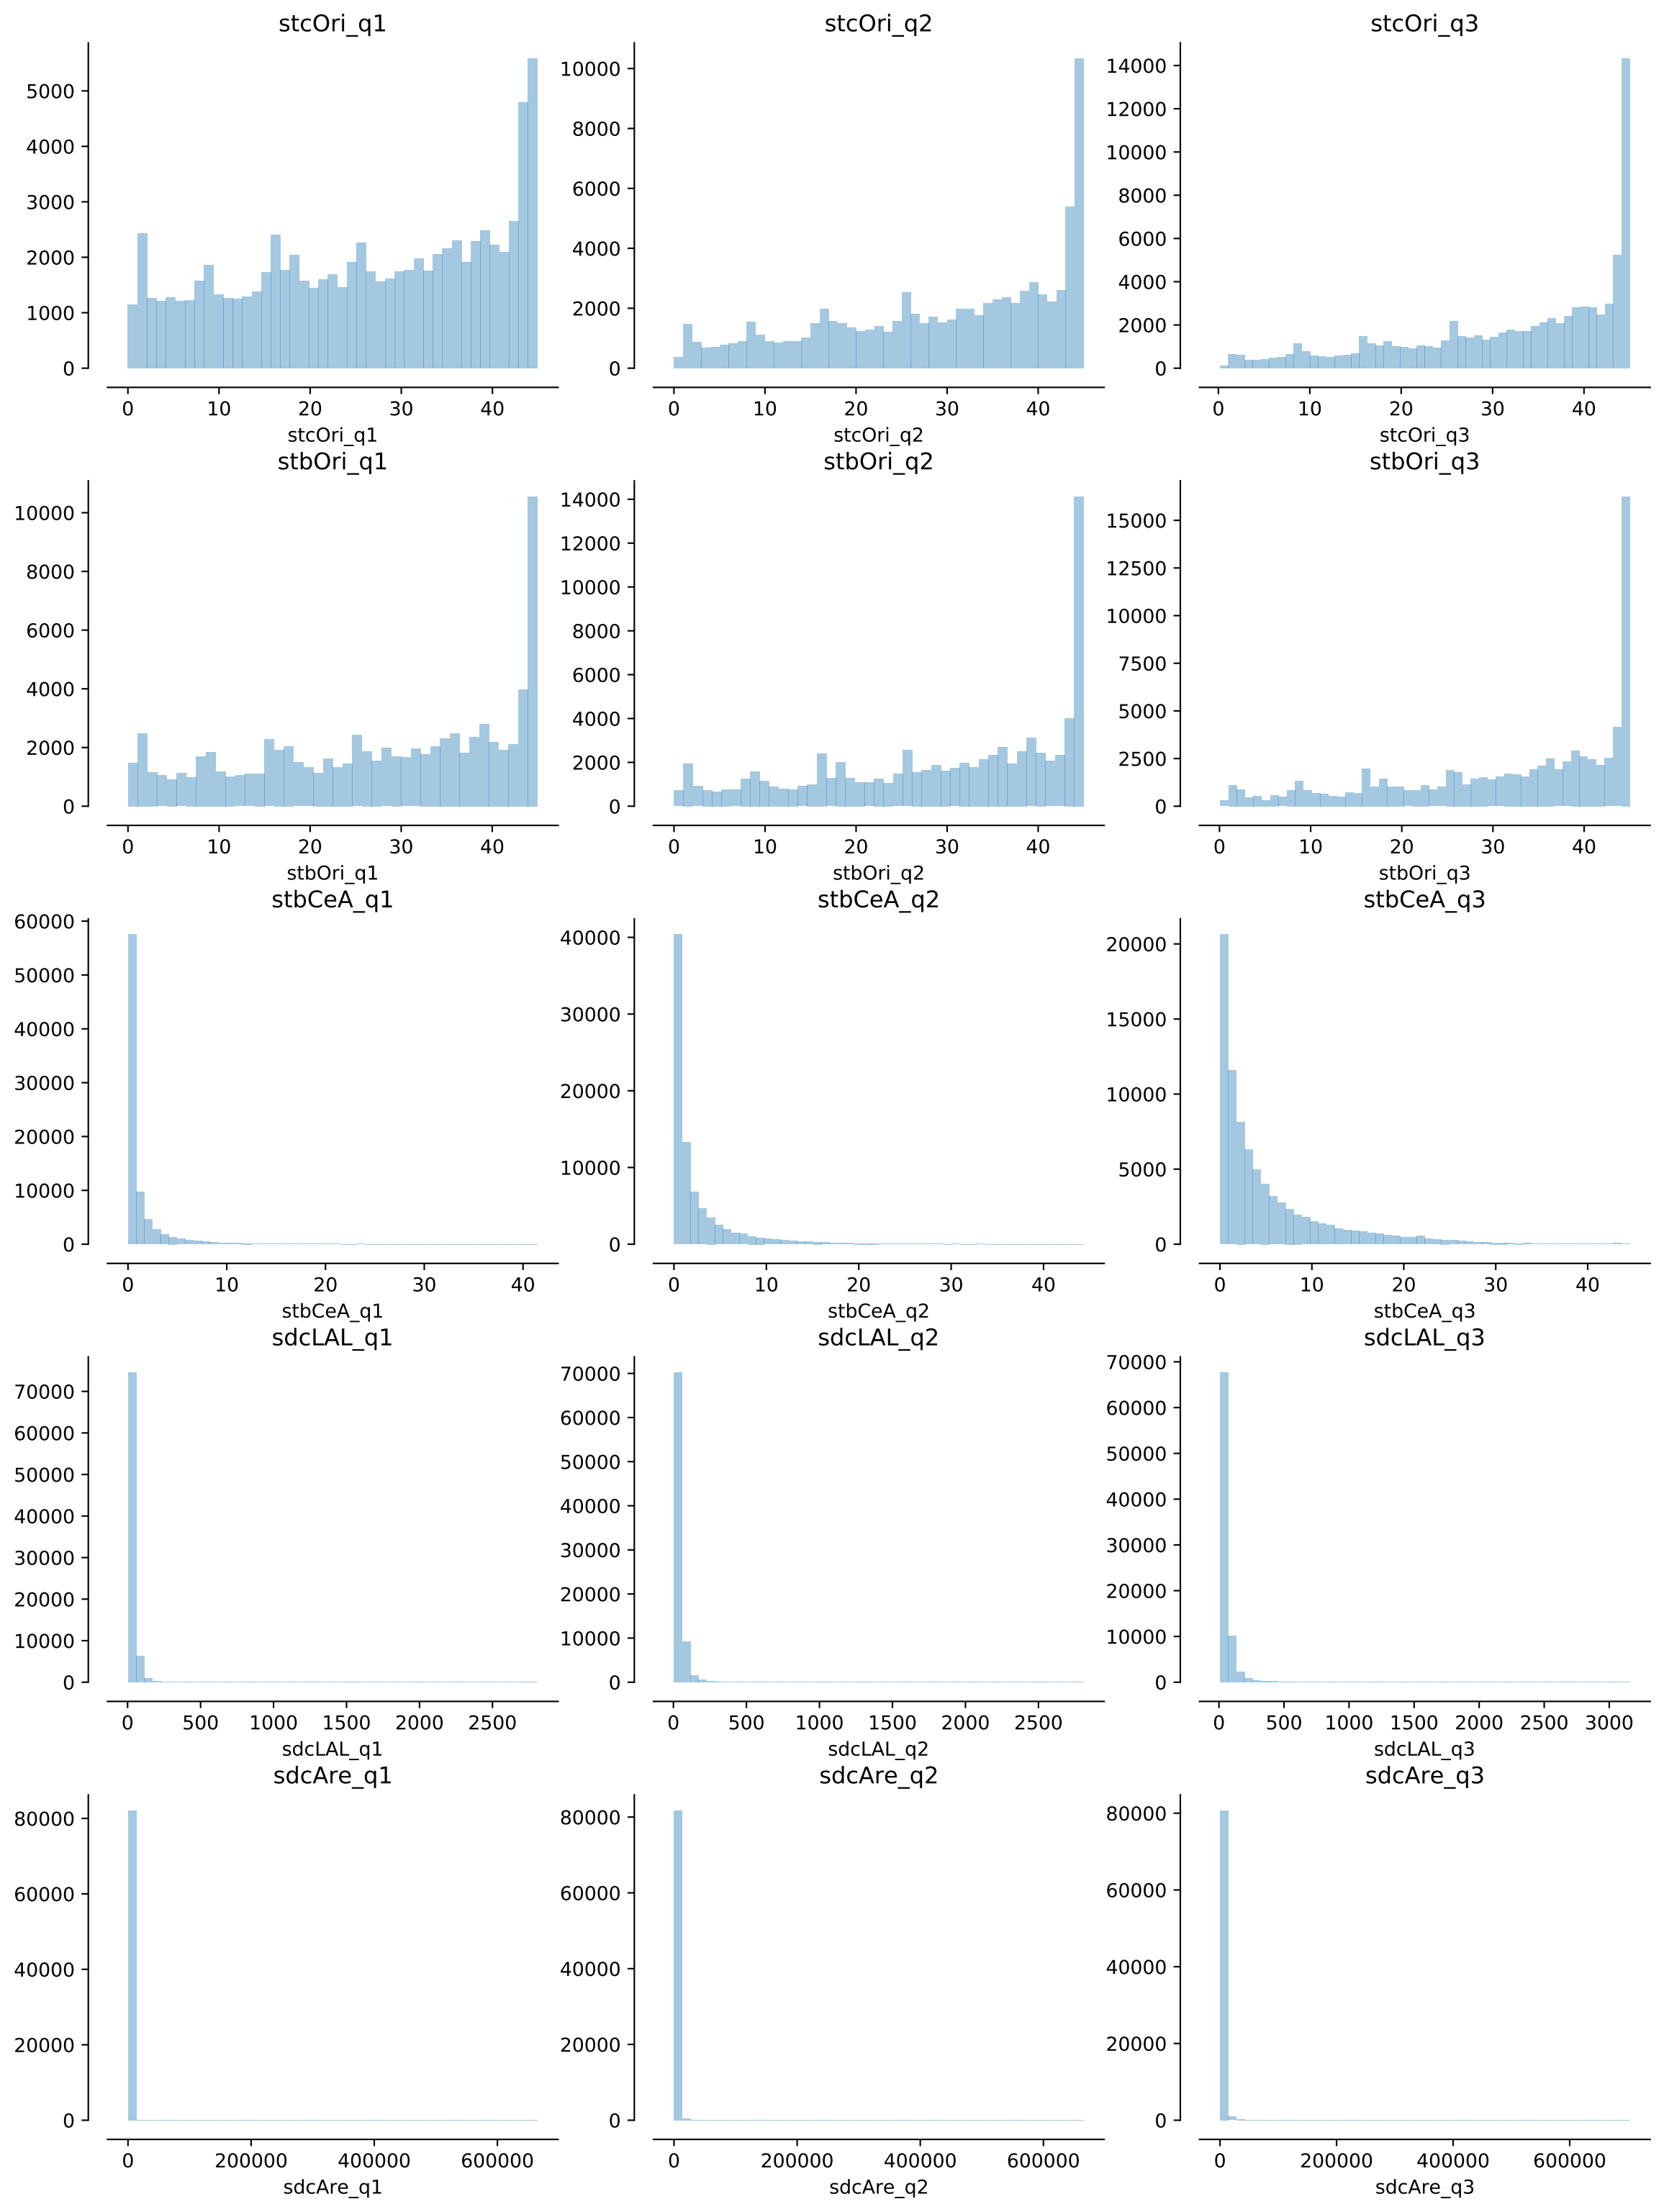 stcOri_q1 stcOri_q2 stcOri_q3
5000 4000 3000 2000 1000 0
10000 8000 6000 4000 2000 0
14000 12000 10000 8000 6000 4000 2000 0
0 10 20 30 40 0 10 20 30 40 0 10 20 30 40
stcOri_q1 stcOri_q2 stcOri_q3
stbOri_q1 stbOri_q2 stbOri_q3
10000 8000 6000 4000 2000 0
14000 12000 10000 8000 6000 4000 2000 0
15000 12500 10000 7500 5000 2500 0
0 10 20 30 40 0 10 20 30 40 0 10 20 30 40
stbOri_q1 stbOri_q2 stbOri_q3
stbCeA_q1 stbCeA_q2 stbCeA_q3
60000 50000 40000 30000 20000 10000 0
40000 30000 20000 10000 0
20000 15000 10000 5000 0
0 10 20 30 40 0 10 20 30 40 0 10 20 30 40
stbCeA_q1 stbCeA_q2 stbCeA_q3
sdcLAL_q1 sdcLAL_q2 sdcLAL_q3
70000 60000 50000 40000 30000 20000 10000 0
70000 60000 50000 40000 30000 20000 10000 0
70000 60000 50000 40000 30000 20000 10000 0
0 500 1000 1500 2000 2500 0 500 1000 1500 2000 2500 0 500 1000 1500 2000 2500 3000
sdcLAL_q1 sdcLAL_q2 sdcLAL_q3
sdcAre_q1 sdcAre_q2 sdcAre_q3
80000 60000 40000 20000 0
80000 60000 40000 20000 0
80000 60000 40000 20000 0
0 200000 400000 600000 0 200000 400000 600000 0 200000 400000 600000
sdcAre_q1 sdcAre_q2 sdcAre_q3